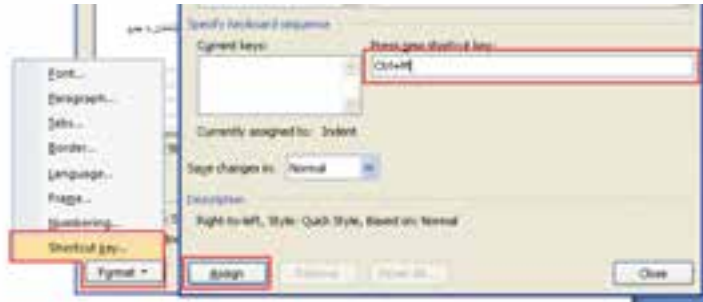 Specify keyboard sequence
Current keys:
Press new shortcut key:
Ctrl+M
Currently assigned to: Indent
Save changes in: Normal
Description
Right-to-left, Style: Quick Style, Based on: Normal
Assign
Remove
Reset All...
Close
Font...
Paragraph...
Tabs...
Border...
Language...
Frame...
Numbering...
Shortcut key...
Format